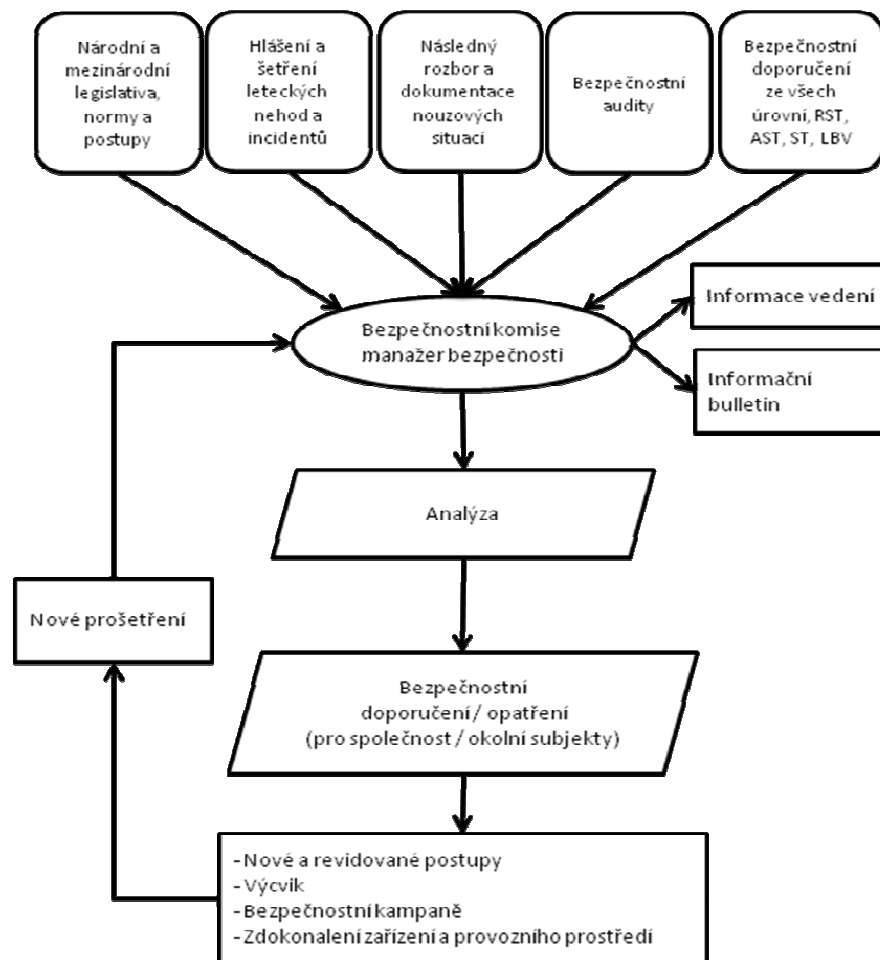 Národní a
mezinárodní
legislativa,
normy a
postupy
Hlášení a
šetření
leteckých
nehod a
incidentů
Následný
rozbor a
dokumentace
nouzových
situací
Bezpečnostní
audity
Bezpečnostní
doporučení
ze všech
úrovní, RST,
AST, ST, LBV
Bezpečnostní komise
manažer bezpečnosti
Informace vedení
Informační
bulletin
Analýza
Nové prošetření
Bezpečnostní
doporučení / opatření
(pro společnost / okolní subjekty)
- Nové a revidované postupy
- Výcvik
- Bezpečnostní kampaně
- Zdokonalení zařízení a provozního prostředí